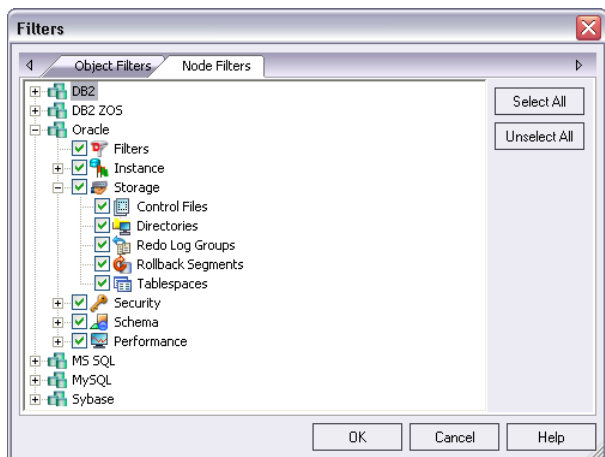 Filters
Object Filters
Node Filters
DB2
DB2 ZOS
Oracle
Filters
Instance
Storage
Control Files
Directories
Redo Log Groups
Rollback Segments
Tablespaces
Security
Schema
Performance
MS SQL
MySQL
Sybase
Select All
Unselect All
OK
Cancel
Help